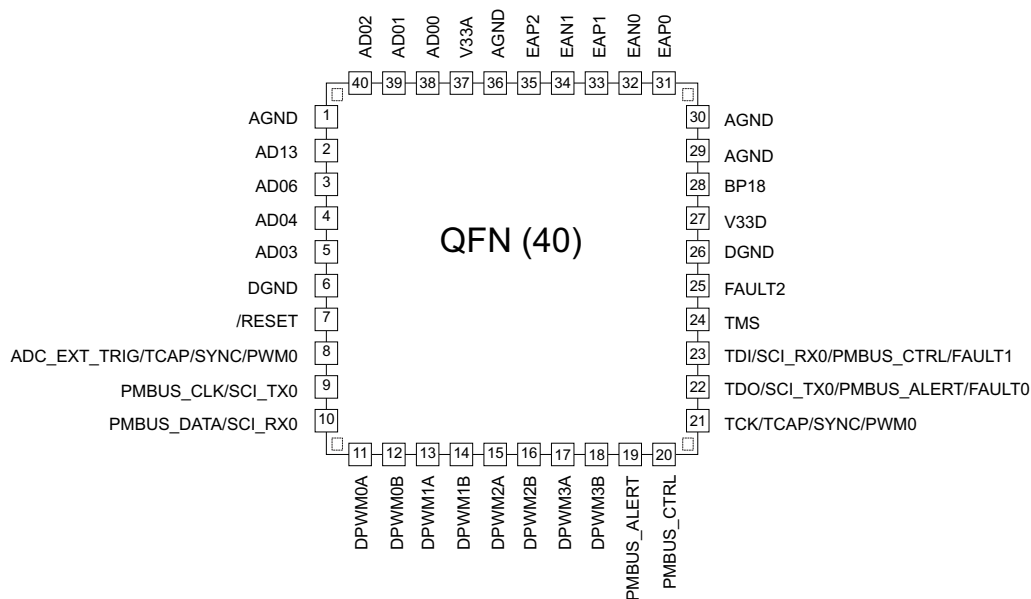 AD02
AD01
AD00
V33A
AGND
EAP2
EAN1
EAP1
EAN0
EAP0
40
39
38
37
36
35
34
33
32
31
AGND 1
AD13 2
AD06 3
AD04 4
AD03 5
DGND 6
/RESET 7
ADC_EXT_TRIG/TCAP/SYNC/PWM0 8
PMBUS_CLK/SCI_TX0 9
PMBUS_DATA/SCI_RX0 10
QFN (40)
30 AGND
29 AGND
28 BP18
27 V33D
26 DGND
25 FAULT2
24 TMS
23 TDI/SCI_RX0/PMBUS_CTRL/FAULT1
22 TDO/SCI_TX0/PMBUS_ALERT/FAULT0
21 TCK/TCAP/SYNC/PWM0
11
12
13
14
15
16
17
18
19
20
DPWM0A
DPWM0B
DPWM1A
DPWM1B
DPWM2A
DPWM2B
DPWM3A
DPWM3B
PMBUS_ALERT
PMBUS_CTRL